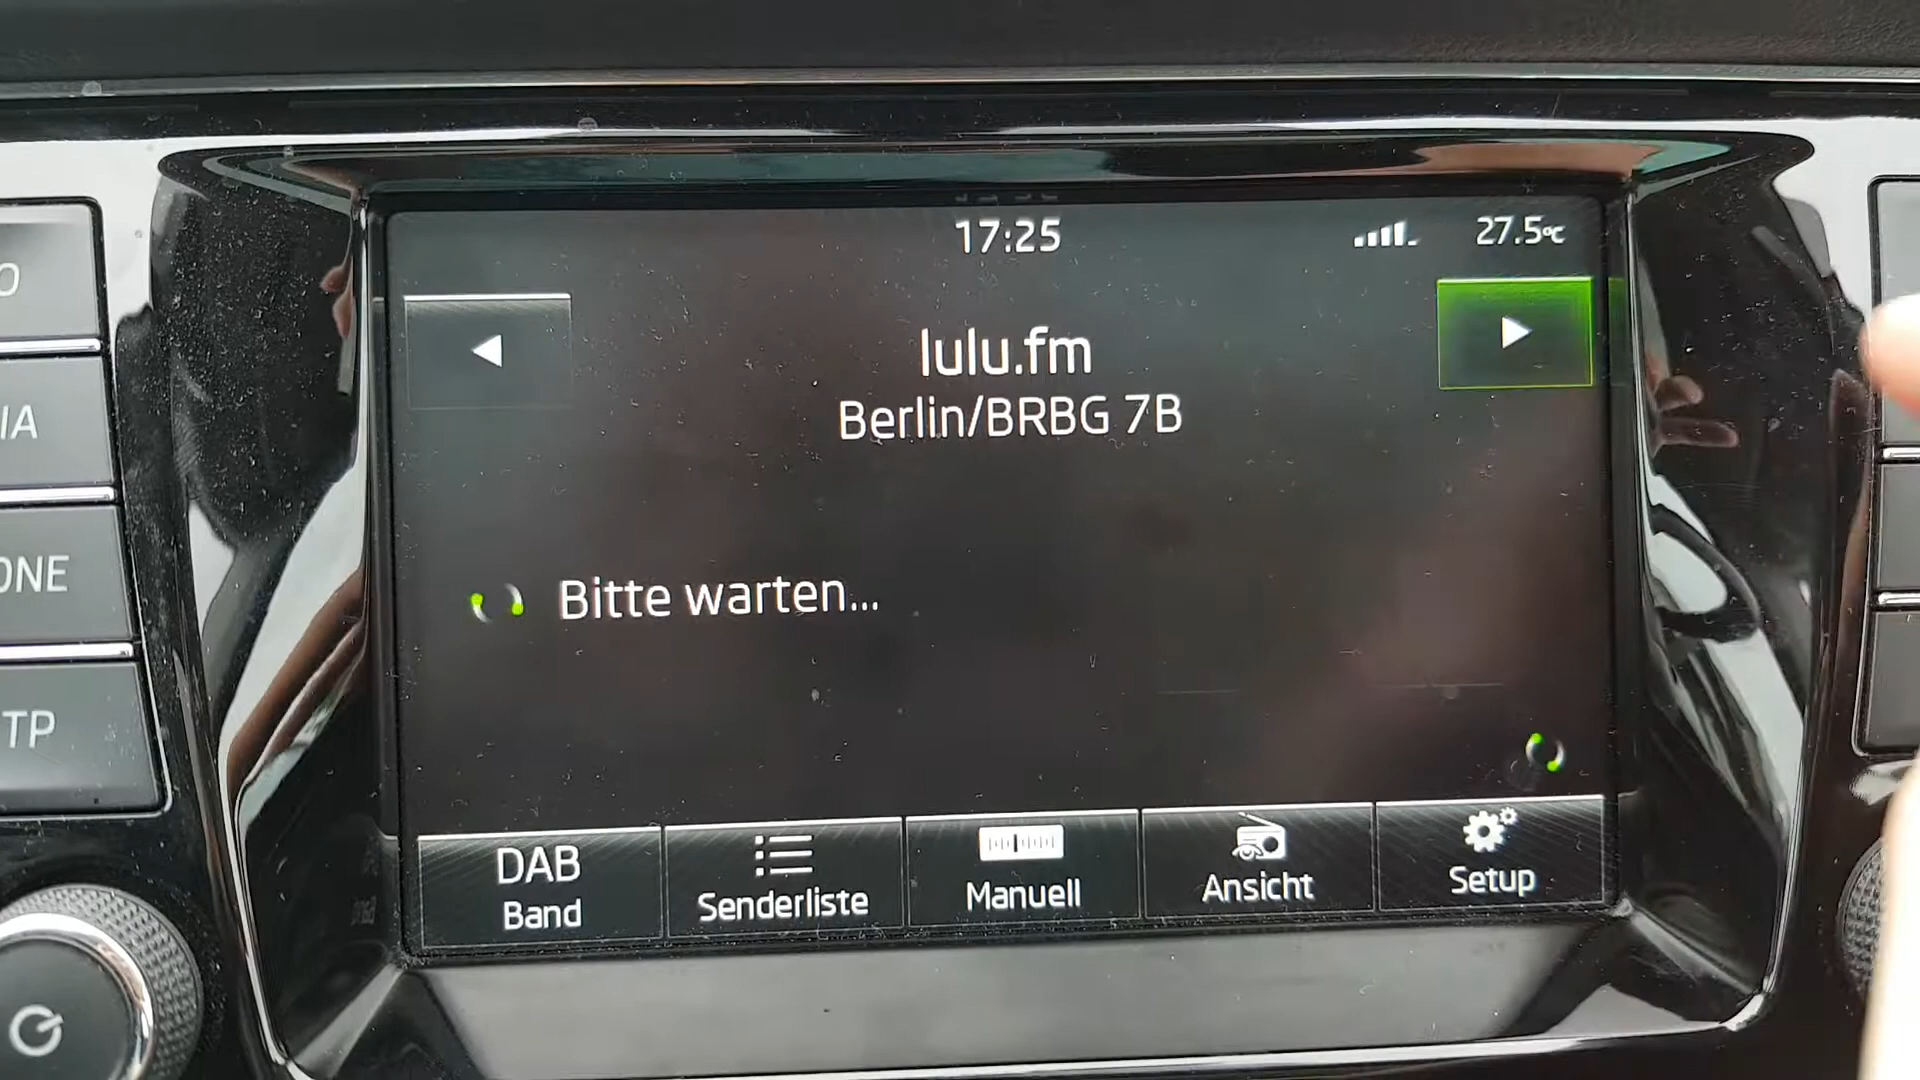 17:25
27.5°C
lulu.fm
Berlin/BRBG 7B
Bitte warten...
DAB
Band
Senderliste
Manuell
Ansicht
Setup
O
IA
ONE
TP